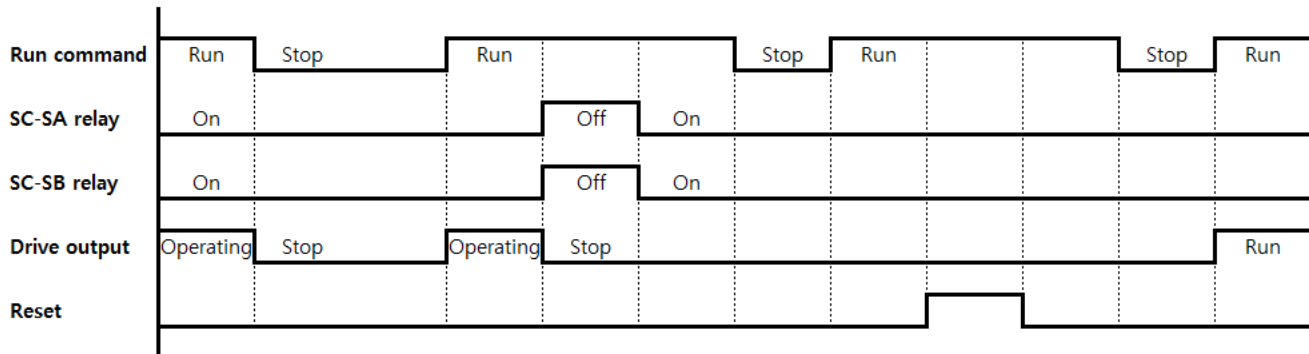 Run command Run Stop Run Stop Run Stop Run
SC-SA relay On Off On
SC-SB relay On Off On
Drive output Operating Stop Operating Stop Run
Reset